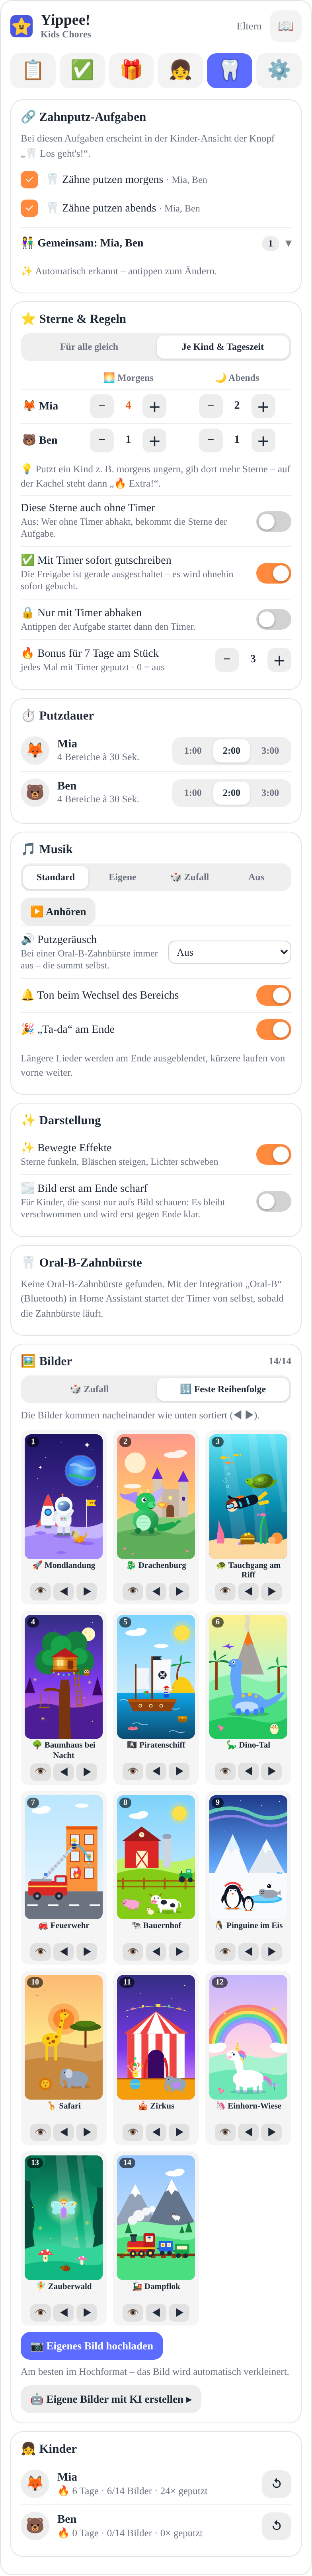 Yippee!
Kids Chores
Eltern
🔗 Zahnputz-Aufgaben
Bei diesen Aufgaben erscheint in der Kinder-Ansicht der Knopf
„🦷 Los geht's!“.
🦷 Zähne putzen morgens · Mia, Ben
🦷 Zähne putzen abends · Mia, Ben
👫 Gemeinsam: Mia, Ben 1 ▾
✨ Automatisch erkannt – antippen zum Ändern.
⭐ Sterne & Regeln
Für alle gleich Je Kind & Tageszeit
🌅 Morgens 🌙 Abends
🦊 Mia − 4 + − 2 +
🐻 Ben − 1 + − 1 +
💡 Putzt ein Kind z. B. morgens ungern, gib dort mehr Sterne – auf
der Kachel steht dann „🔥 Extra!“.
Diese Sterne auch ohne Timer
Aus: Wer ohne Timer abhakt, bekommt die Sterne der
Aufgabe.
✅ Mit Timer sofort gutschreiben
Die Freigabe ist gerade ausgeschaltet – es wird ohnehin
sofort gebucht.
🔒 Nur mit Timer abhaken
Antippen der Aufgabe startet dann den Timer.
🔥 Bonus für 7 Tage am Stück
jedes Mal mit Timer geputzt · 0 = aus
− 3 +
⏱️ Putzdauer
Mia
4 Bereiche à 30 Sek.
1:00 2:00 3:00
Ben
4 Bereiche à 30 Sek.
1:00 2:00 3:00
🎵 Musik
Standard Eigene 🎲 Zufall Aus
▶️ Anhören
🔊 Putzgeräusch
Bei einer Oral-B-Zahnbürste immer
aus – die summt selbst.
Aus
🔔 Ton beim Wechsel des Bereichs
🎉 „Ta-da“ am Ende
Längere Lieder werden am Ende ausgeblendet, kürzere laufen von
vorne weiter.
✨ Darstellung
✨ Bewegte Effekte
Sterne funkeln, Bläschen steigen, Lichter schweben
🌫️ Bild erst am Ende scharf
Für Kinder, die sonst nur aufs Bild schauen: Es bleibt
verschwommen und wird erst gegen Ende klar.
🦷 Oral-B-Zahnbürste
Keine Oral-B-Zahnbürste gefunden. Mit der Integration „Oral-B“
(Bluetooth) in Home Assistant startet der Timer von selbst, sobald
die Zahnbürste läuft.
🖼️ Bilder 14/14
🎲 Zufall 🔢 Feste Reihenfolge
Die Bilder kommen nacheinander wie unten sortiert (◀ ▶).
1 2 3
🚀 Mondlandung
🐉 Drachenburg
🐢 Tauchgang am
Riff
4 5 6
🌳 Baumhaus bei
Nacht
🏴‍☠️ Piratenschiff
🦕 Dino-Tal
7 8 9
🚒 Feuerwehr
🐄 Bauernhof
🐧 Pinguine im Eis
10 11 12
🦒 Safari
🎪 Zirkus
🦄 Einhorn-Wiese
13 14
🧚 Zauberwald
🚂 Dampflok
📷 Eigenes Bild hochladen
Am besten im Hochformat – das Bild wird automatisch verkleinert.
🤖 Eigene Bilder mit KI erstellen ▸
👧 Kinder
Mia
🔥 6 Tage · 6/14 Bilder · 24× geputzt
Ben
🔥 0 Tage · 0/14 Bilder · 0× geputzt